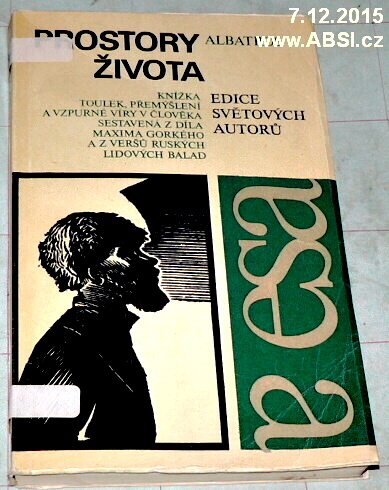 7.12.2015
www.ABSI.cz
PROSTORY
ŽIVOTA
ALBATROS
KNÍŽKA
TOULEK, PŘEMÝŠLENÍ
A VZPURNÉ VÍRY V ČLOVĚKA
SESTAVENÁ Z DÍLA
MAXIMA GORKÉHO
A Z VERŠŮ RUSKÝCH
LIDOVÝCH BALAD
EDICE
SVĚTOVÝCH
AUTORŮ
esa